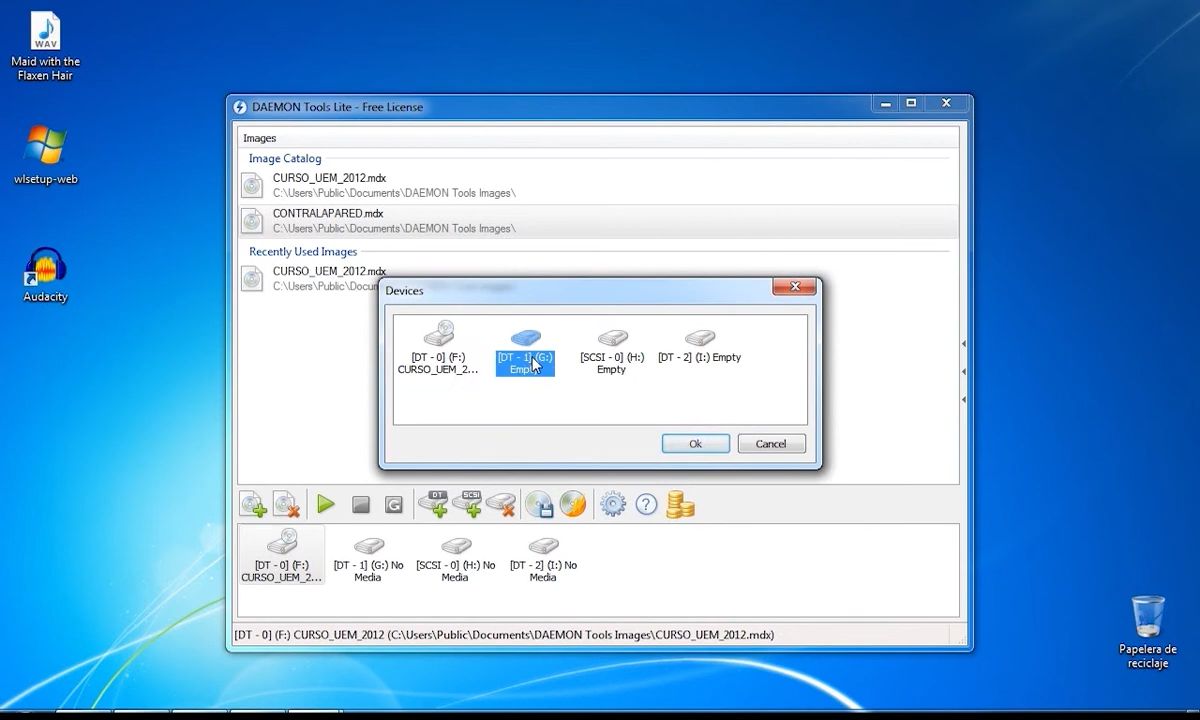 WAV
Maid with the
Flaxen Hair
wlsetup-web
Audacity
DAEMON Tools Lite - Free License
Images
Image Catalog
CURSO_UEM_2012.mdx
C:\Users\Public\Documents\DAEMON Tools Images\
CONTRALAPARED.mdx
C:\Users\Public\Documents\DAEMON Tools Images\
Recently Used Images
CURSO_UEM_2012.mdx
Devices
[DT - 0] (F:)
CURSO_UEM_2...
[DT - 1] (G:)
Empty
[SCSI - 0] (H:)
Empty
[DT - 2] (I:) Empty
Ok
Cancel
DT
SCSI
[DT - 0] (F:)
CURSO_UEM_2...
[DT - 1] (G:) No
Media
[SCSI - 0] (H:) No
Media
[DT - 2] (I:) No
Media
[DT - 0] (F:) CURSO_UEM_2012 (C:\Users\Public\Documents\DAEMON Tools Images\CURSO_UEM_2012.mdx)
Papelera de
reciclaje